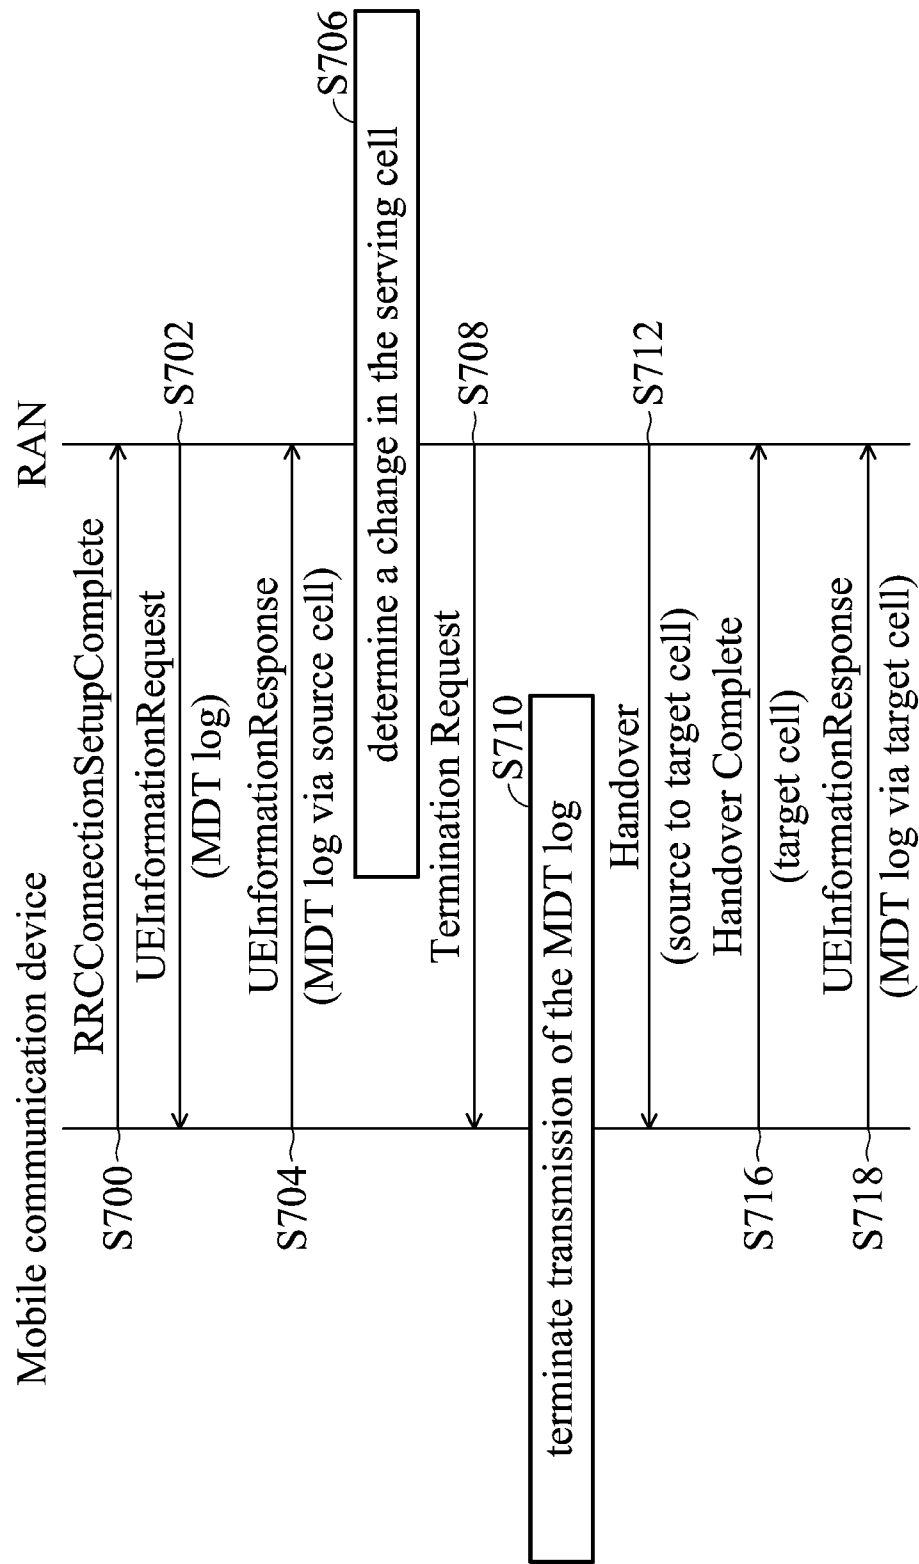 Mobile communication device
RAN
S700
RRCConnectionSetupComplete
UEInformationRequest
(MDT log)
S702
S704
UEInformationResponse
(MDT log via source cell)
S706
determine a change in the serving cell
Termination Request
S708
S710
terminate transmission of the MDT log
Handover
(source to target cell)
S712
S716
Handover Complete
(target cell)
S718
UEInformationResponse
(MDT log via target cell)